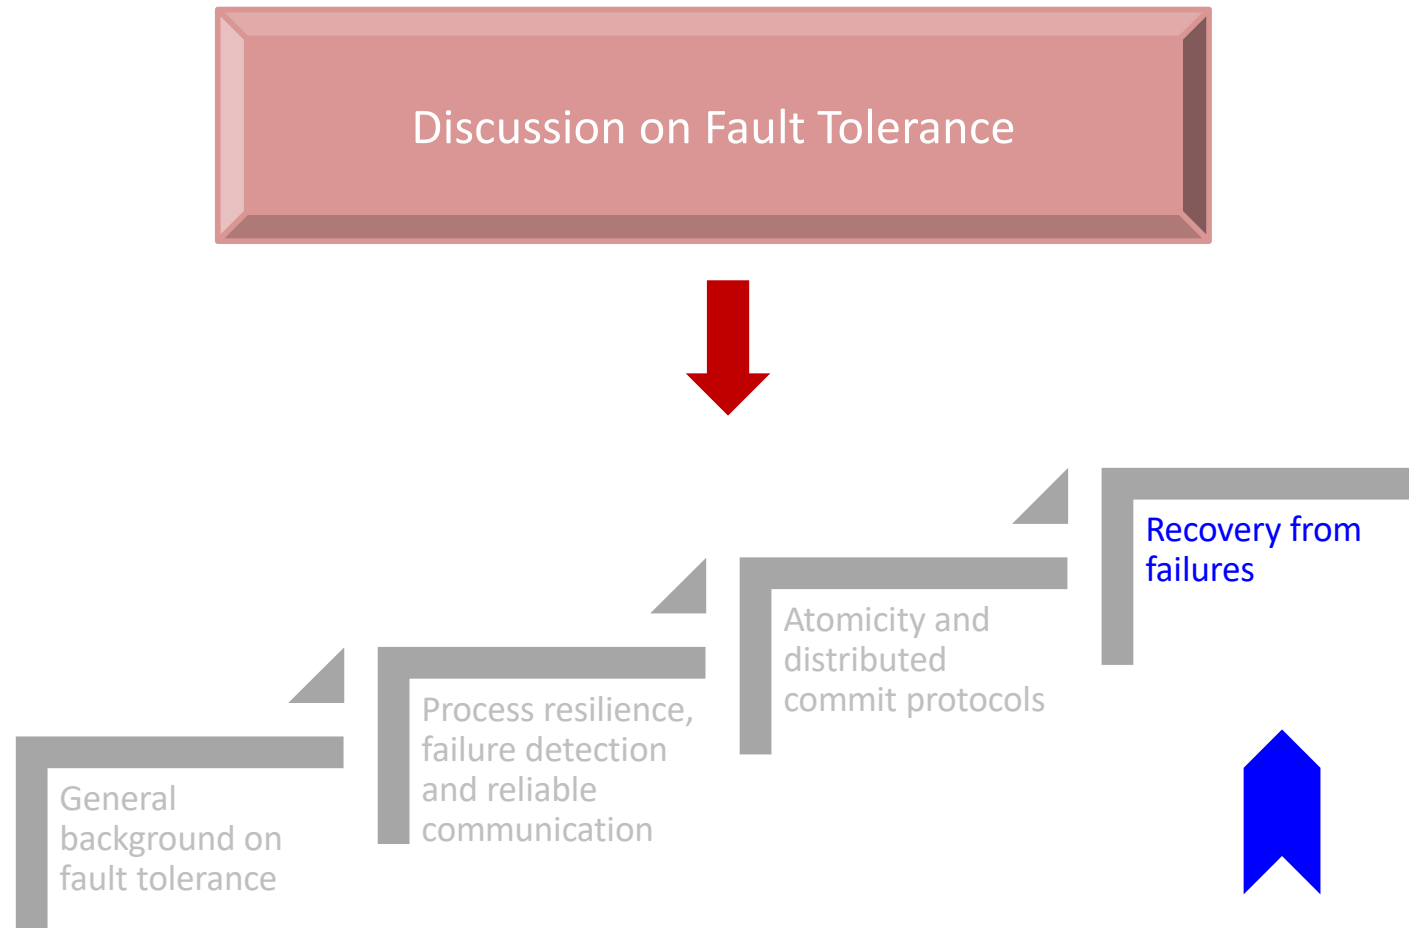 Discussion on Fault Tolerance
General
background on
fault tolerance
Process resilience,
failure detection
and reliable
communication
Atomicity and
distributed
commit protocols
Recovery from
failures